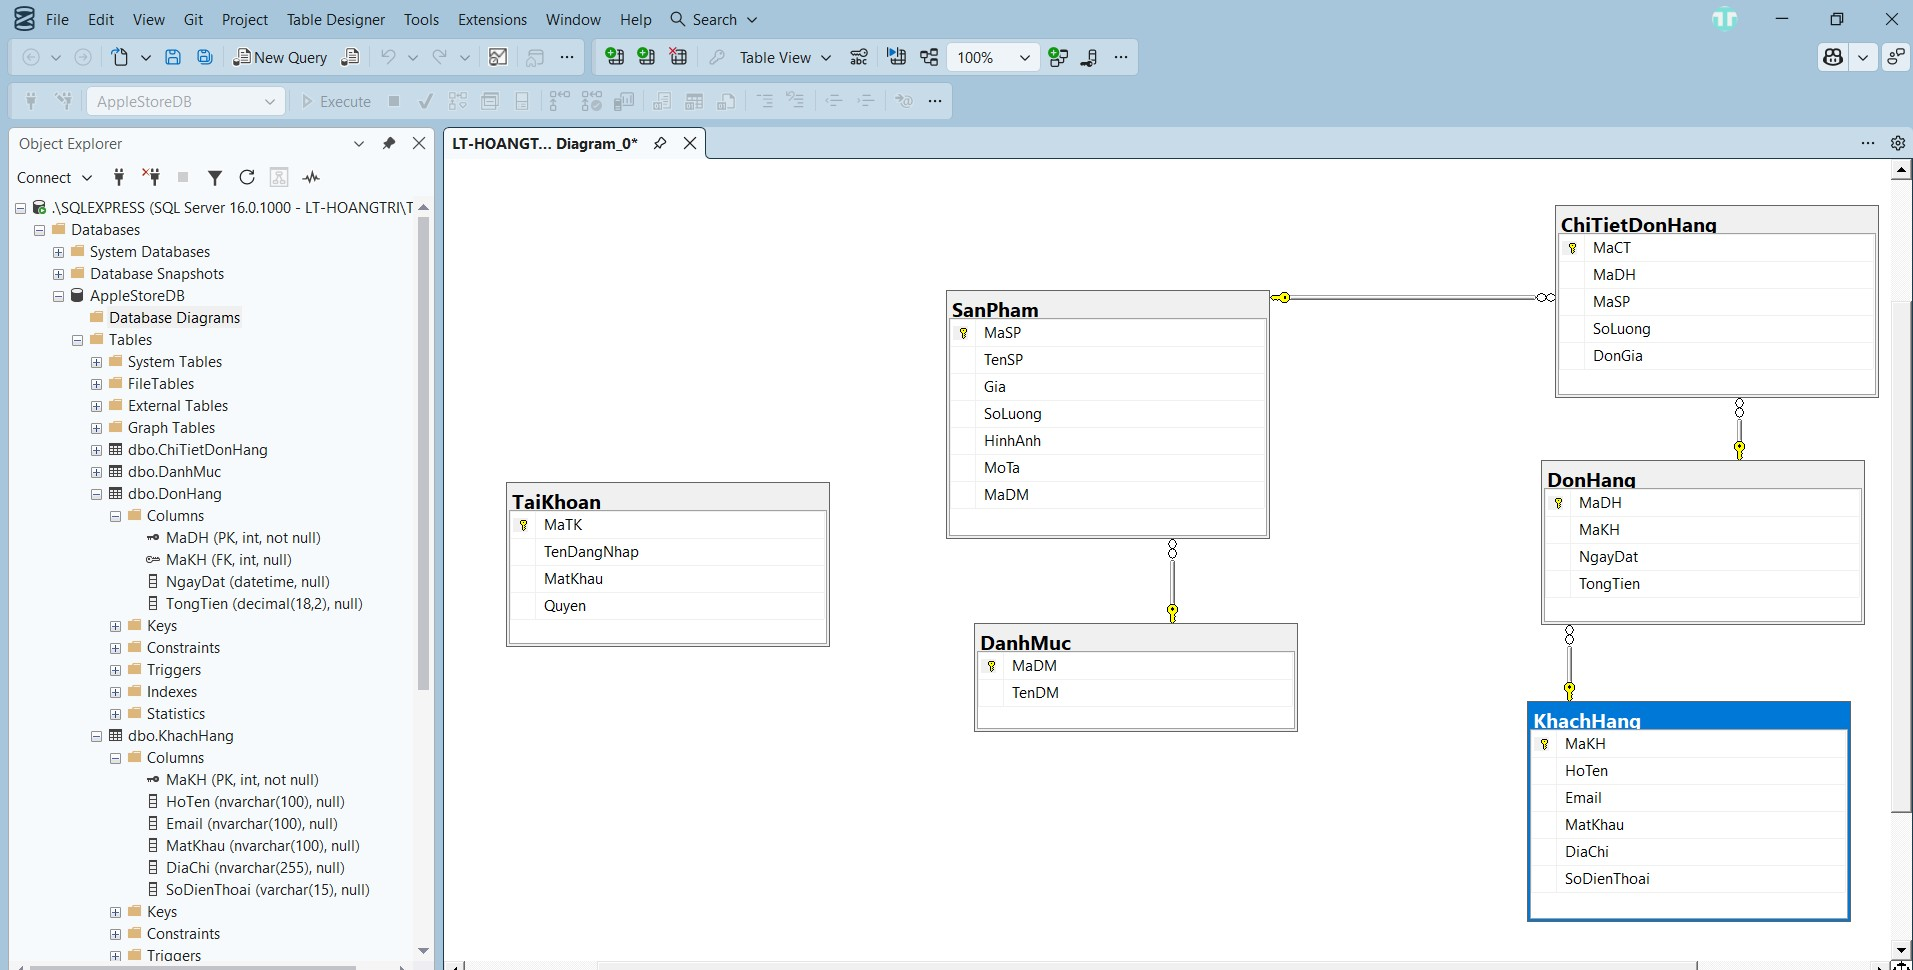 File Edit View Git Project Table Designer Tools Extensions Window Help Search
New Query Table View 100%
AppleStoreDB Execute
Object Explorer
Connect
.\SQLEXPRESS (SQL Server 16.0.1000 - LT-HOANGTRI\T
Databases
System Databases
Database Snapshots
AppleStoreDB
Database Diagrams
Tables
System Tables
FileTables
External Tables
Graph Tables
dbo.ChiTietDonHang
dbo.DanhMuc
dbo.DonHang
Columns
MaDH (PK, int, not null)
MaKH (FK, int, null)
NgayDat (datetime, null)
TongTien (decimal(18,2), null)
Keys
Constraints
Triggers
Indexes
Statistics
dbo.KhachHang
Columns
MaKH (PK, int, not null)
HoTen (nvarchar(100), null)
Email (nvarchar(100), null)
MatKhau (nvarchar(100), null)
DiaChi (nvarchar(255), null)
SoDienThoai (varchar(15), null)
Keys
Constraints
Triggers
LT-HOANGT... Diagram_0*
TaiKhoan
MaTK
TenDangNhap
MatKhau
Quyen
SanPham
MaSP
TenSP
Gia
SoLuong
HinhAnh
MoTa
MaDM
DanhMuc
MaDM
TenDM
ChiTietDonHang
MaCT
MaDH
MaSP
SoLuong
DonGia
DonHang
MaDH
MaKH
NgayDat
TongTien
KhachHang
MaKH
HoTen
Email
MatKhau
DiaChi
SoDienThoai